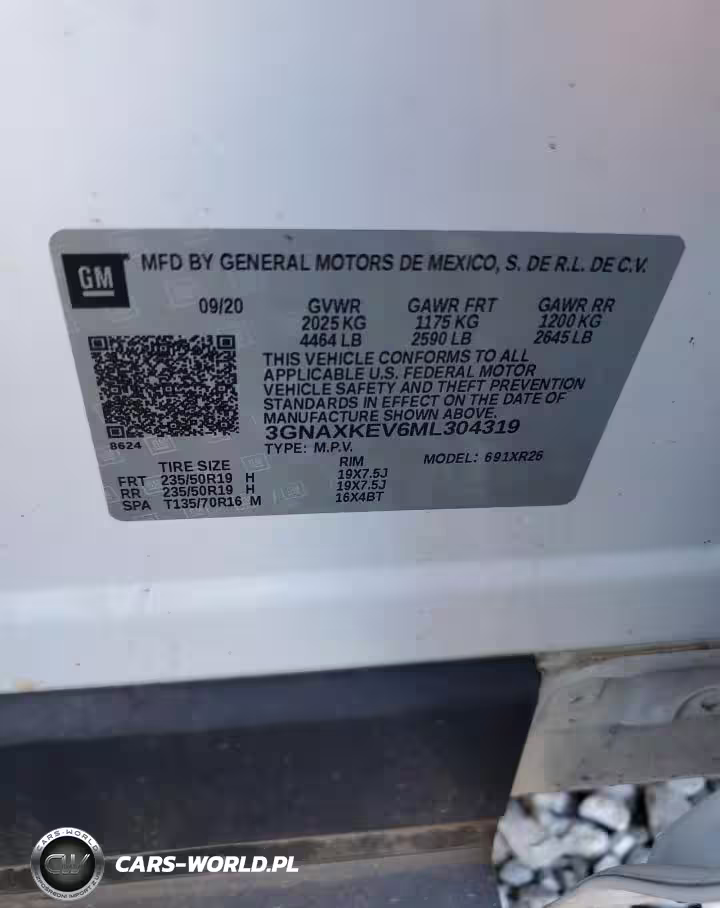 GM MFD BY GENERAL MOTORS DE MEXICO, S. DE R.L. DE C.V.
09/20 GVWR GAWR FRT GAWR RR
2025 KG 1175 KG 1200 KG
4464 LB 2590 LB 2645 LB
THIS VEHICLE CONFORMS TO ALL
APPLICABLE U.S. FEDERAL MOTOR
VEHICLE SAFETY AND THEFT PREVENTION
STANDARDS IN EFFECT ON THE DATE OF
MANUFACTURE SHOWN ABOVE.
3GNAXKEV6ML304319
8624 TYPE: M.P.V. MODEL: 691XR26
TIRE SIZE RIM
FRT 235/50R19 H 19X7.5J
RR 235/50R19 H 19X7.5J
SPA T135/70R16 M 16X4BT
CARS-WORLD
CW
CARS-WORLD.PL